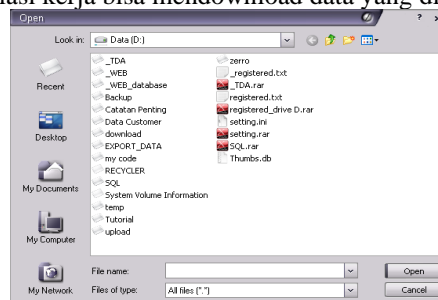 nasi kerja bisa mendownload data yang di
Open
Look in: Data (D:)
Recent
Desktop
My Documents
My Computer
My Network
_TDA
_WEB
_WEB_database
Backup
Catatan Penting
Data Customer
download
EXPORT_DATA
my code
RECYCLER
SQL
System Volume Information
temp
Tutorial
upload
zerro
_registered.txt
_TDA.rar
registered.txt
registered_drive D.rar
setting.ini
setting.rar
SQL.rar
Thumbs.db
File name:
Open
Files of type: All files (*.*)
Cancel